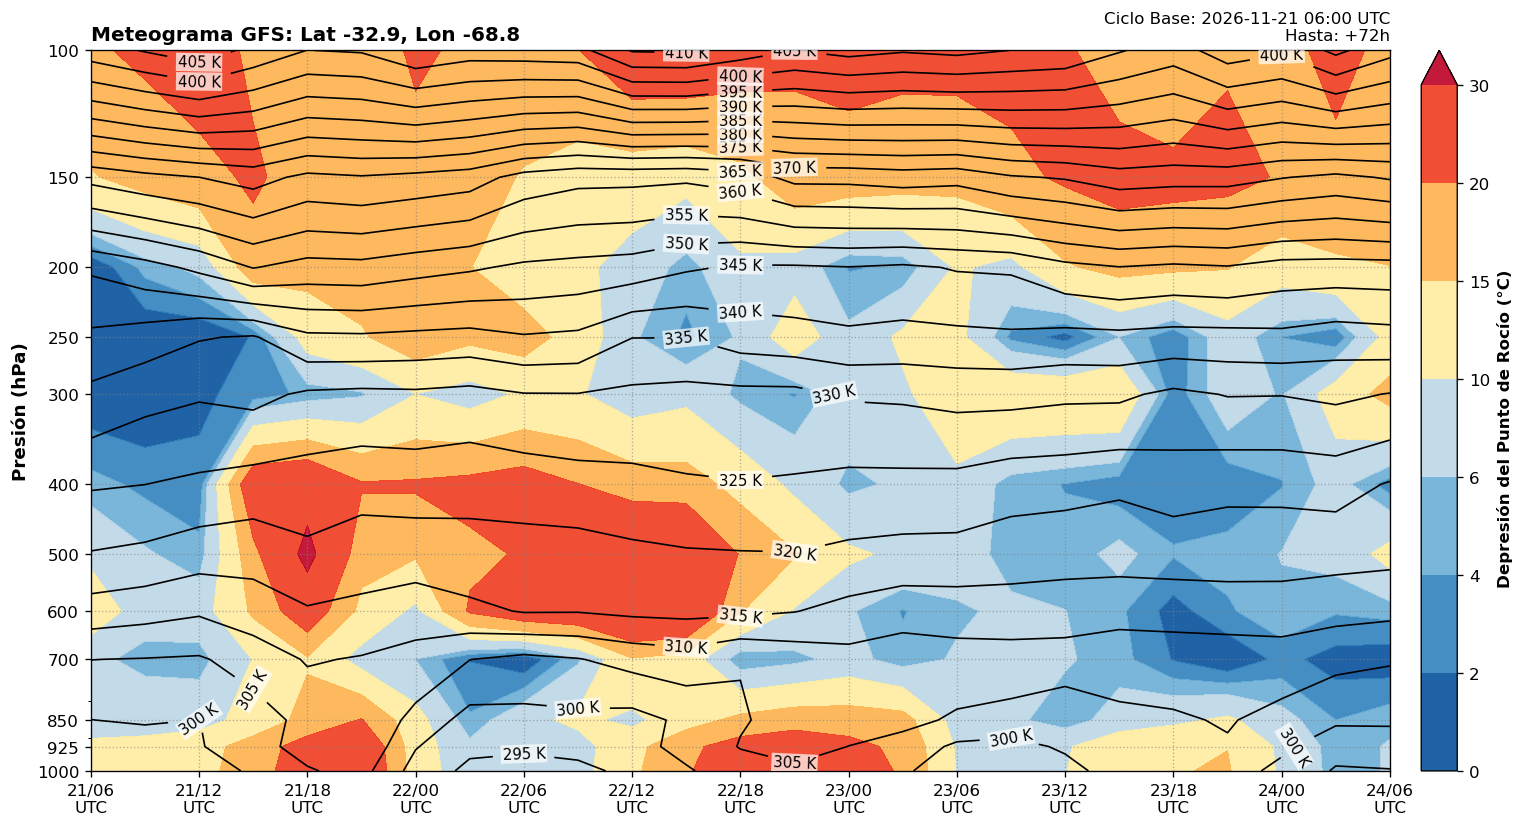 Ciclo Base: 2026-11-21 06:00 UTC
Meteograma GFS: Lat -32.9, Lon -68.8
Hasta: +72h
100
150
200
250
300
400
500
600
700
850
925
1000
Presión (hPa)
410 K
405 K
405 K
400 K
400 K
400 K
395 K
390 K
385 K
380 K
375 K
370 K
365 K
360 K
355 K
350 K
345 K
340 K
335 K
330 K
325 K
320 K
315 K
310 K
305 K
300 K
300 K
300 K
300 K
295 K
305 K
21/06
UTC
21/12
UTC
21/18
UTC
22/00
UTC
22/06
UTC
22/12
UTC
22/18
UTC
23/00
UTC
23/06
UTC
23/12
UTC
23/18
UTC
24/00
UTC
24/06
UTC
30
20
15
10
6
4
2
0
Depresión del Punto de Rocío (°C)